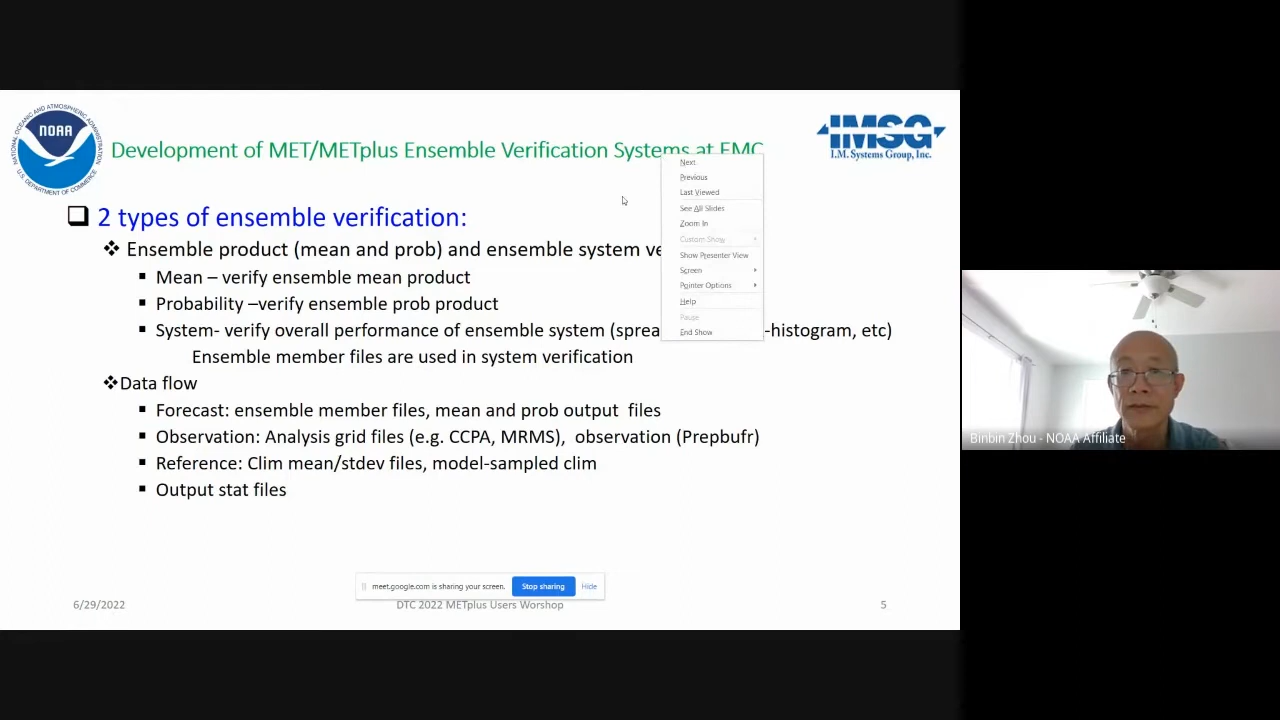 NATIONAL OCEANIC AND ATMOSPHERIC ADMINISTRATION
NOAA
U.S. DEPARTMENT OF COMMERCE
IMSG
I.M. Systems Group, Inc.
Development of MET/METplus Ensemble Verification Systems at EMC
2 types of ensemble verification:
Ensemble product (mean and prob) and ensemble system
Mean – verify ensemble mean product
Probability –verify ensemble prob product
System- verify overall performance of ensemble system -histogram, etc)
Ensemble member files are used in system verification
Data flow
Forecast: ensemble member files, mean and prob output files
Observation: Analysis grid files (e.g. CCPA, MRMS), observation (Prepbufr)
Reference: Clim mean/stdev files, model-sampled clim
Output stat files
Next
Previous
Last Viewed
See All Slides
Zoom In
Custom Show
Show Presenter View
Screen
Pointer Options
Help
Pause
End Show
meet.google.com is sharing your screen. Stop sharing Hide
6/29/2022 DTC 2022 METplus Users Worshop 5
Binbin Zhou - NOAA Affiliate